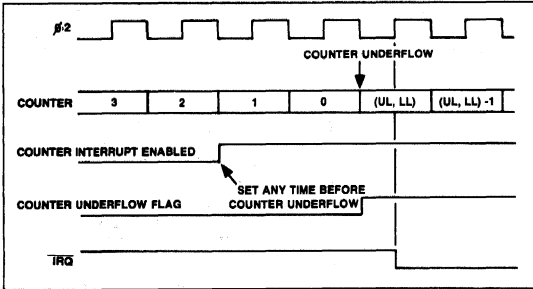 ø2
COUNTER UNDERFLOW
COUNTER 3 2 1 0 (UL, LL) (UL, LL) -1
COUNTER INTERRUPT ENABLED
SET ANY TIME BEFORE
COUNTER UNDERFLOW
COUNTER UNDERFLOW FLAG
IRQ